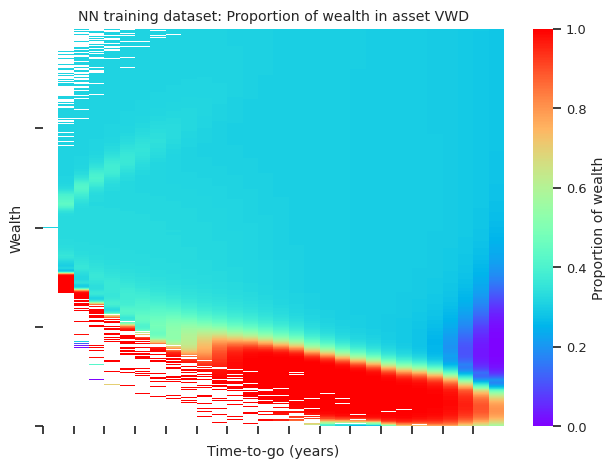 NN training dataset: Proportion of wealth in asset VWD
Wealth
Time-to-go (years)
1.0
0.8
0.6
0.4
0.2
0.0
Proportion of wealth